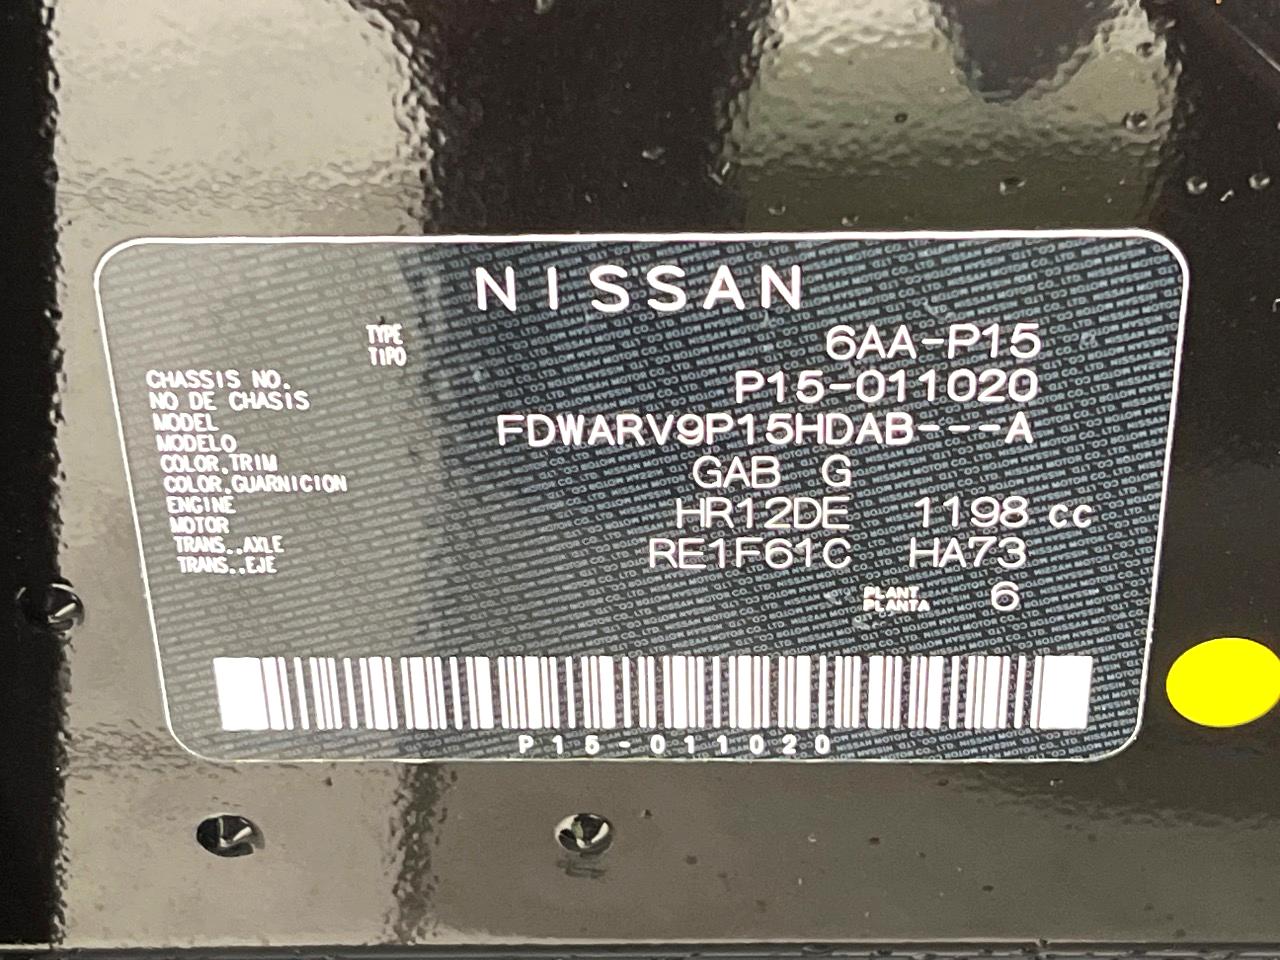 NISSAN
TYPE
TIPO 6AA-P15
CHASSIS NO.
NO DE CHASIS P15-011020
MODEL
MODELO FDWARV9P15HDAB---A
COLOR,TRIM
COLOR,GUARNICION GAB G
ENGINE
MOTOR HR12DE 1198 cc
TRANS.,AXLE
TRANS.,EJE RE1F61C HA73
PLANT
PLANTA 6
P15-011020